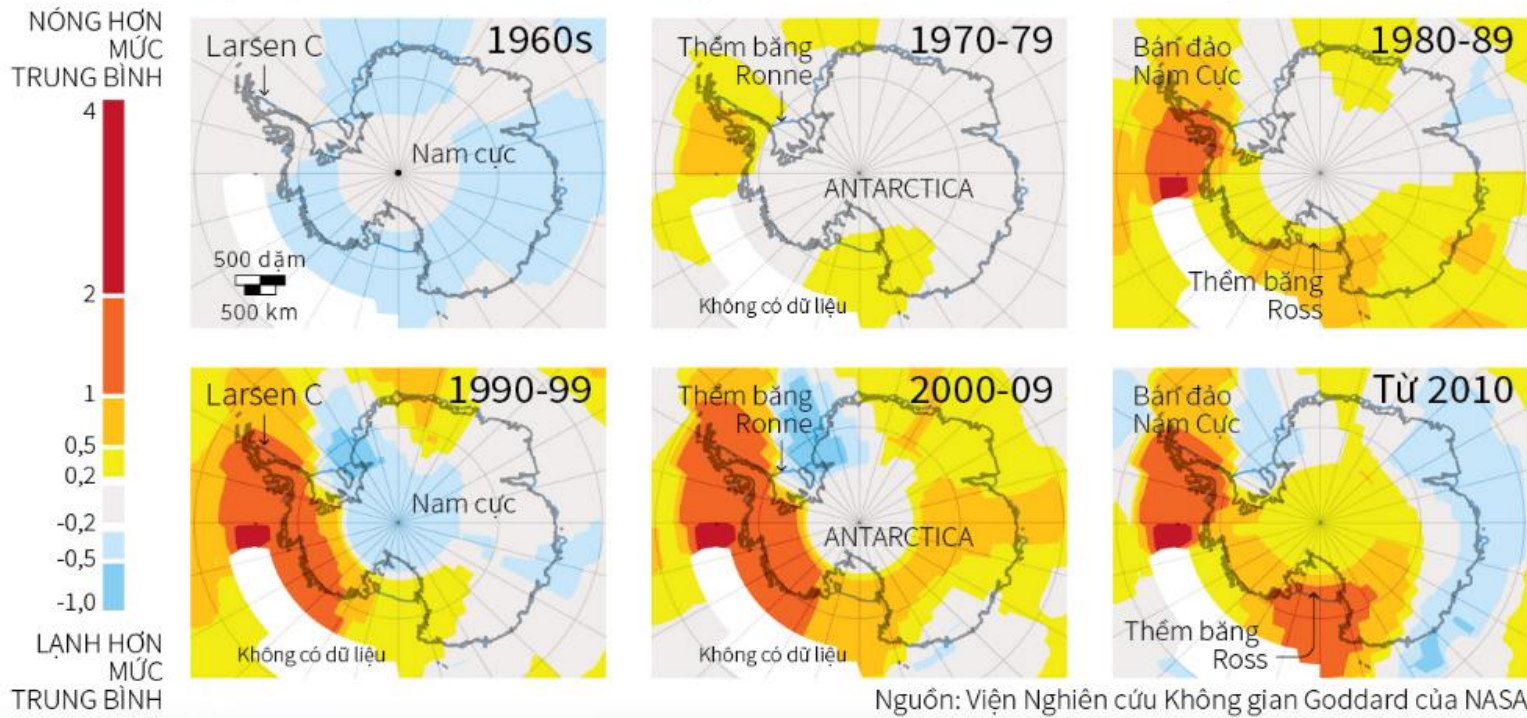 NÓNG HƠN
MỨC
TRUNG BÌNH
4
2
1
0,5
0,2
-0,2
-0,5
-1,0
LẠNH HƠN
MỨC
TRUNG BÌNH
Larsen C
1960s
Nam cực
500 dặm
500 km
Thềm băng
Ronne
1970-79
ANTARCTICA
Không có dữ liệu
Bán đảo
Nam Cực
1980-89
Thềm băng
Ross
Larsen C
1990-99
Nam cực
Không có dữ liệu
Thềm băng
Ronne
2000-09
ANTARCTICA
Không có dữ liệu
Bán đảo
Nam Cực
Từ 2010
Thềm băng
Ross
Nguồn: Viện Nghiên cứu Không gian Goddard của NASA